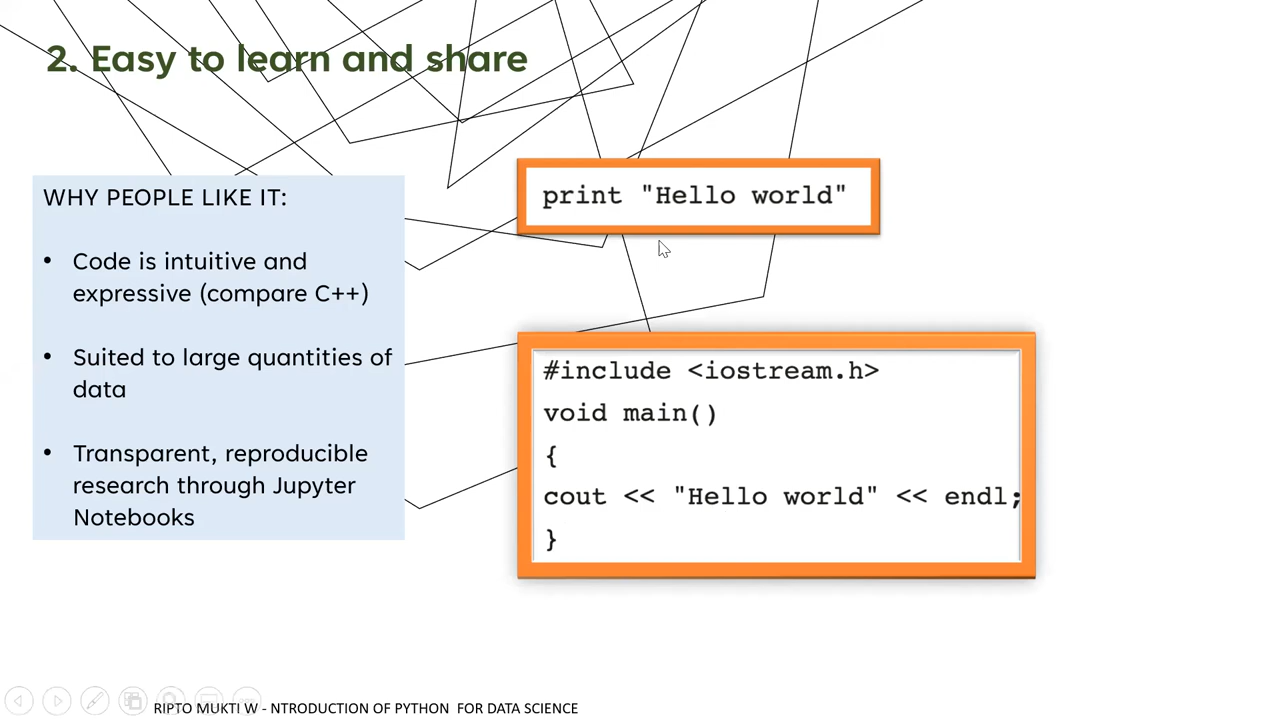 2. Easy to learn and share
WHY PEOPLE LIKE IT:
• Code is intuitive and
expressive (compare C++)
• Suited to large quantities of
data
• Transparent, reproducible
research through Jupyter
Notebooks
print "Hello world"
#include <iostream.h>
void main()
{
cout << "Hello world" << endl;
}
RIPTO MUKTI W - NTRODUCTION OF PYTHON FOR DATA SCIENCE